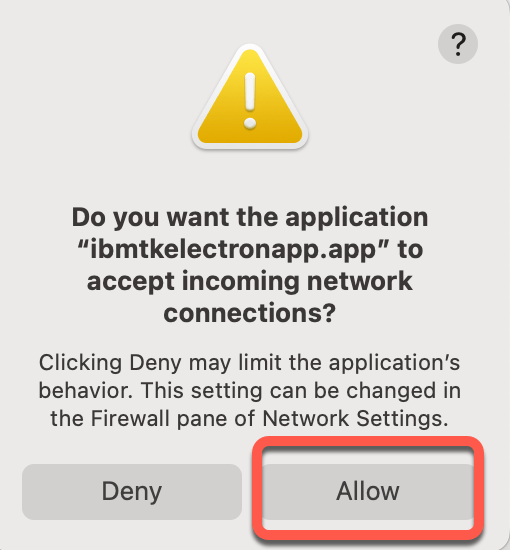 ?
Do you want the application
“ibmtkelectronapp.app” to
accept incoming network
connections?
Clicking Deny may limit the application’s
behavior. This setting can be changed in
the Firewall pane of Network Settings.
Deny
Allow